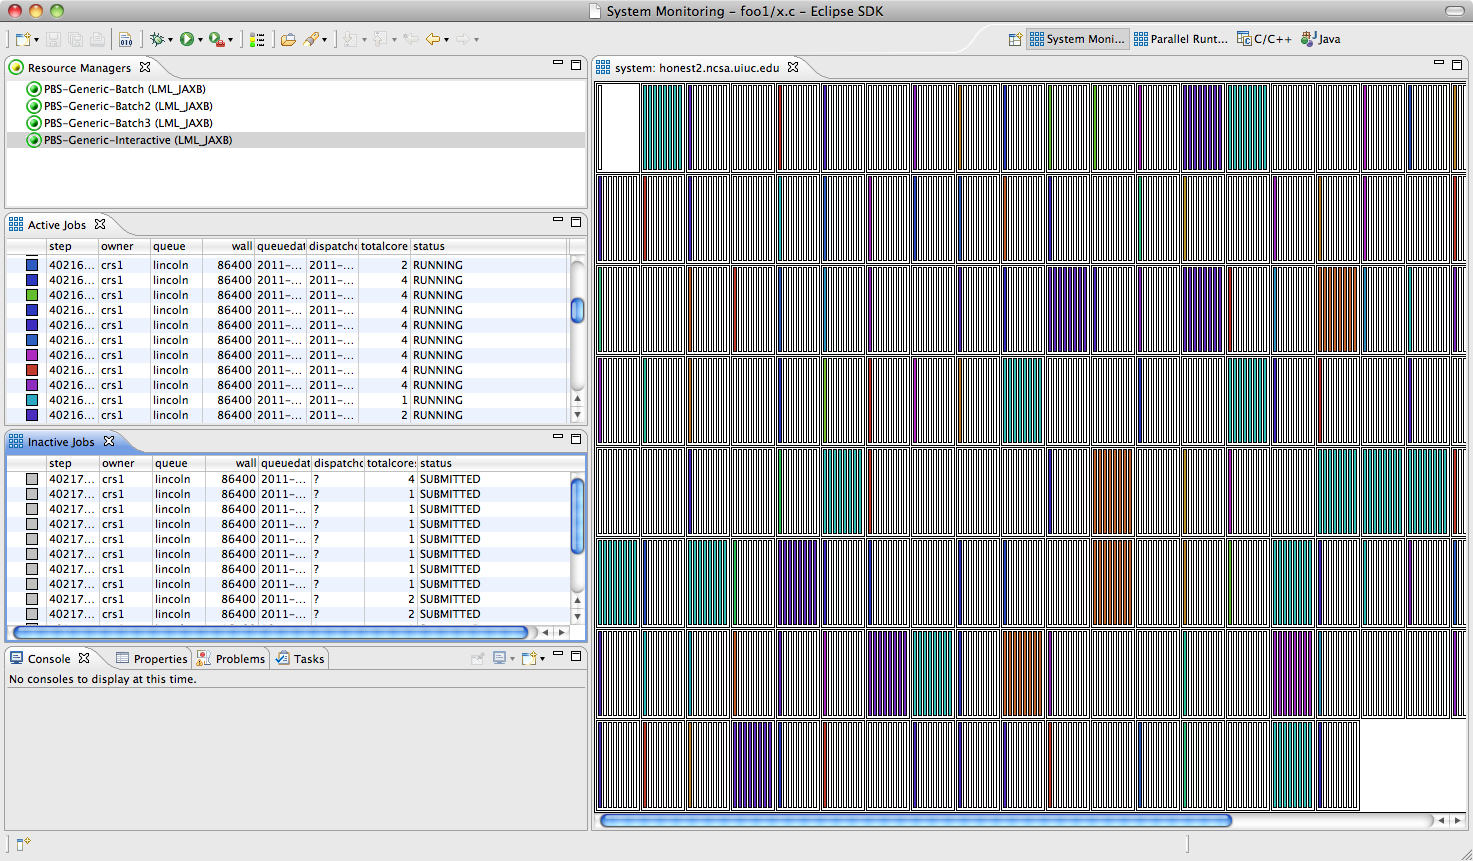 System Monitoring - foo1/x.c - Eclipse SDK
System Moni... Parallel Runt... C/C++ Java
Resource Managers
PBS-Generic-Batch (LML_JAXB)
PBS-Generic-Batch2 (LML_JAXB)
PBS-Generic-Batch3 (LML_JAXB)
PBS-Generic-Interactive (LML_JAXB)
Active Jobs
step owner queue wall queuedat dispatchd totalcore status
40216... crs1 lincoln 86400 2011-... 2011-... 2 RUNNING
40216... crs1 lincoln 86400 2011-... 2011-... 4 RUNNING
40216... crs1 lincoln 86400 2011-... 2011-... 4 RUNNING
40216... crs1 lincoln 86400 2011-... 2011-... 4 RUNNING
40216... crs1 lincoln 86400 2011-... 2011-... 4 RUNNING
40216... crs1 lincoln 86400 2011-... 2011-... 4 RUNNING
40216... crs1 lincoln 86400 2011-... 2011-... 4 RUNNING
40216... crs1 lincoln 86400 2011-... 2011-... 4 RUNNING
40216... crs1 lincoln 86400 2011-... 2011-... 4 RUNNING
40216... crs1 lincoln 86400 2011-... 2011-... 1 RUNNING
40216... crs1 lincoln 86400 2011-... 2011-... 2 RUNNING
Inactive Jobs
step owner queue wall queuedat dispatchd totalcores status
40217... crs1 lincoln 86400 2011-... ? 4 SUBMITTED
40217... crs1 lincoln 86400 2011-... ? 1 SUBMITTED
40217... crs1 lincoln 86400 2011-... ? 1 SUBMITTED
40217... crs1 lincoln 86400 2011-... ? 1 SUBMITTED
40217... crs1 lincoln 86400 2011-... ? 1 SUBMITTED
40217... crs1 lincoln 86400 2011-... ? 1 SUBMITTED
40217... crs1 lincoln 86400 2011-... ? 1 SUBMITTED
40217... crs1 lincoln 86400 2011-... ? 1 SUBMITTED
40217... crs1 lincoln 86400 2011-... ? 2 SUBMITTED
40217... crs1 lincoln 86400 2011-... ? 2 SUBMITTED
Console Properties Problems Tasks
No consoles to display at this time.
system: honest2.ncsa.uiuc.edu